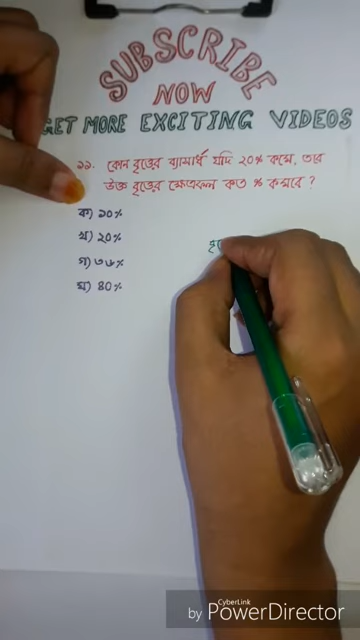 SUBSCRIBE
NOW
GET MORE EXCITING VIDEOS
১১. কোন বৃত্তের ব্যাসার্ধ যদি ২০% কমে, তবে
উক্ত বৃত্তের ক্ষেত্রফল কত % কমবে ?
ক) ১০%
খ) ২০%
গ) ৩৬%
ঘ) ৪০%
by CyberLink PowerDirector